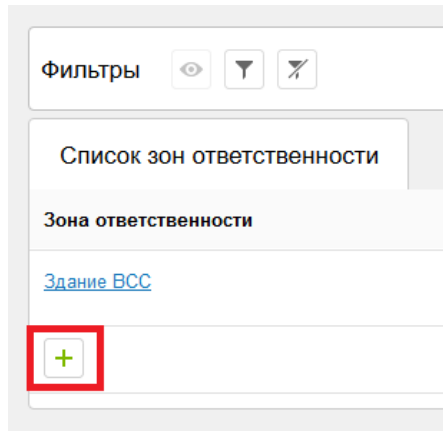 Фильтры
Список зон ответственности
Зона ответственности
Здание ВСС